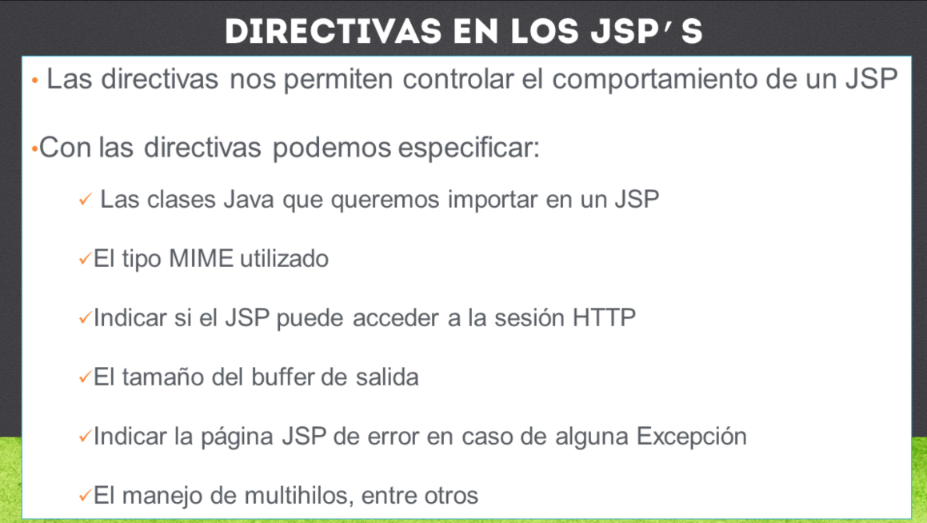 DIRECTIVAS EN LOS JSP'S
• Las directivas nos permiten controlar el comportamiento de un JSP
•Con las directivas podemos especificar:
✓ Las clases Java que queremos importar en un JSP
✓El tipo MIME utilizado
✓Indicar si el JSP puede acceder a la sesión HTTP
✓El tamaño del buffer de salida
✓Indicar la página JSP de error en caso de alguna Excepción
✓El manejo de multihilos, entre otros